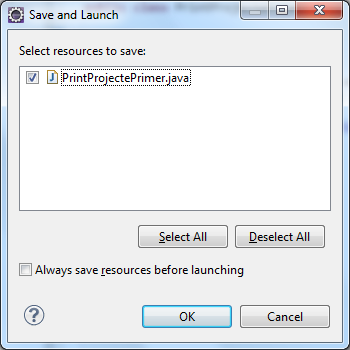 Save and Launch
Select resources to save:
PrintProjectePrimer.java
Select All
Deselect All
Always save resources before launching
OK
Cancel